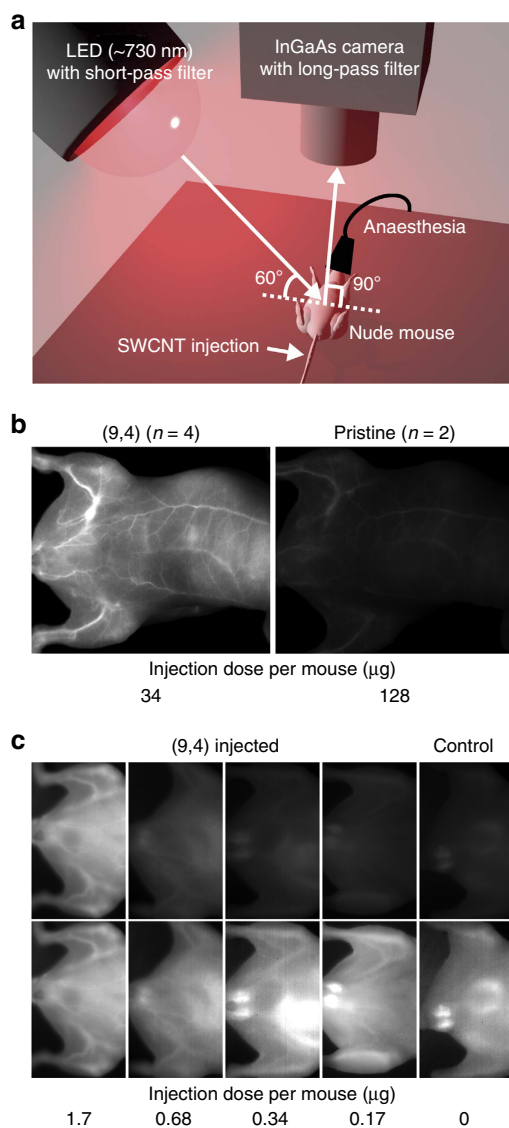 a
LED (~730 nm)
with short-pass filter
InGaAs camera
with long-pass filter
Anaesthesia
60°
90°
Nude mouse
SWCNT injection
b
(9,4) (n = 4)
Pristine (n = 2)
Injection dose per mouse (μg)
34
128
c
(9,4) injected
Control
Injection dose per mouse (μg)
1.7
0.68
0.34
0.17
0